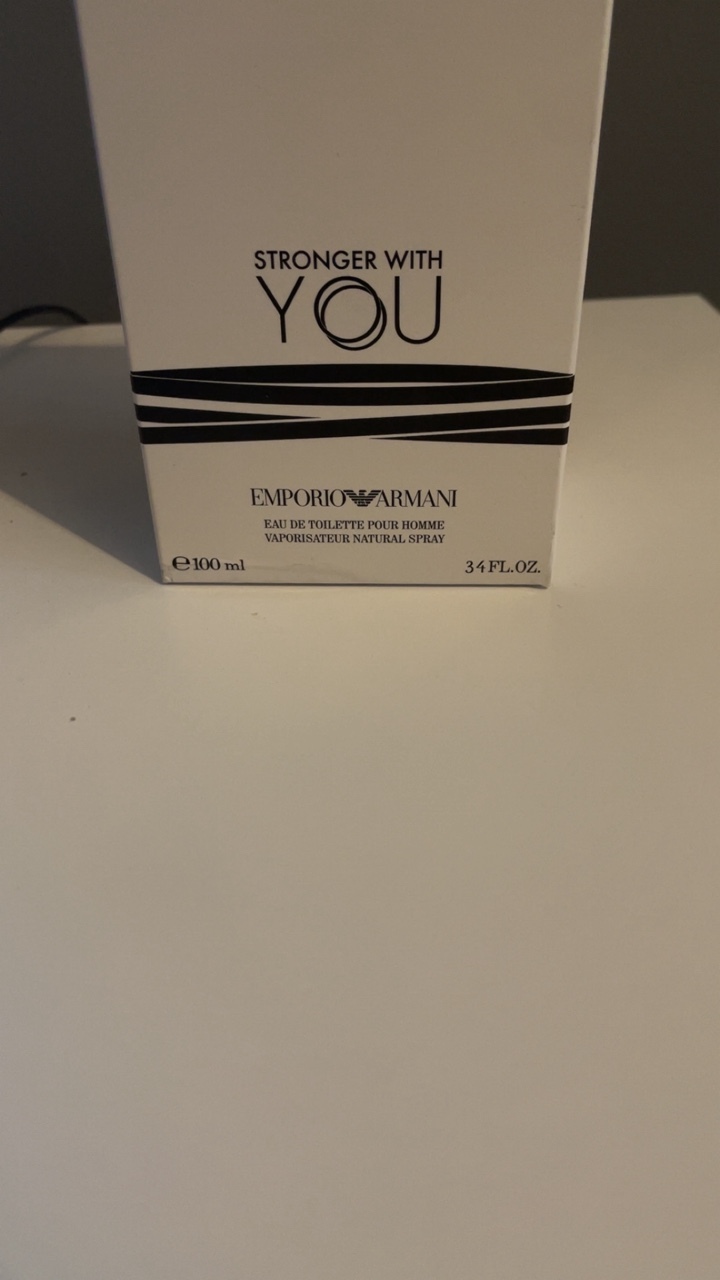 STRONGER WITH
YOU
EMPORIO ARMANI
EAU DE TOILETTE POUR HOMME
VAPORISATEUR NATURAL SPRAY
℮100 ml 3.4 FL.OZ.